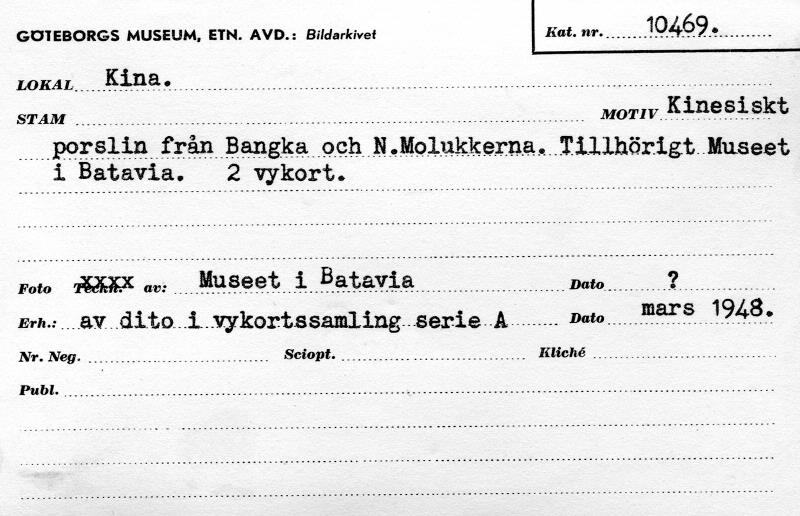 GÖTEBORGS MUSEUM, ETN. AVD.: Bildarkivet
Kat. nr. 10469.
LOKAL Kina.
STAM MOTIV Kinesiskt
porslin från Bangka och N.Molukkerna. Tillhörigt Museet
i Batavia. 2 vykort.
Foto Teckn. xxxx av: Museet i Batavia Dato ?
Erh.: av dito i vykortssamling serie A Dato mars 1948.
Nr. Neg. Sciopt. Kliché
Publ.